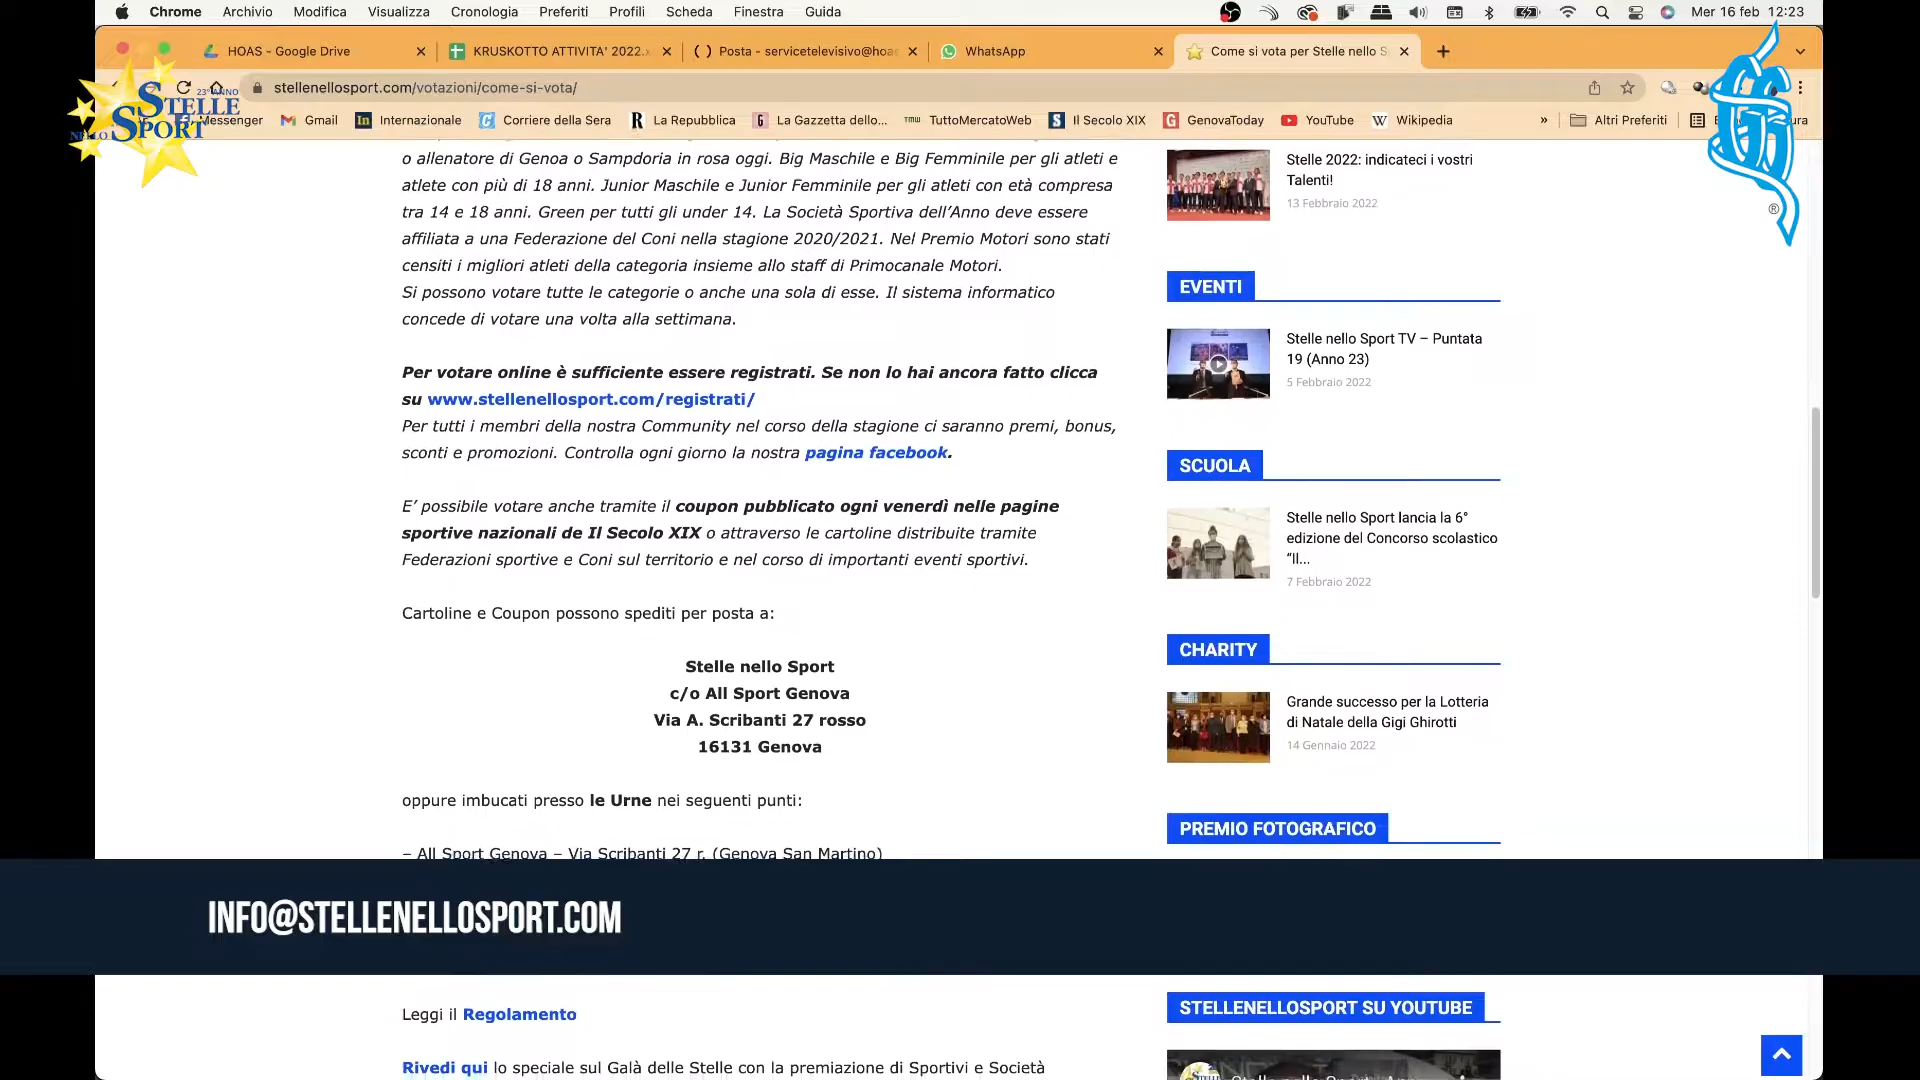 Chrome Archivio Modifica Visualizza Cronologia Preferiti Profili Scheda Finestra Guida Mer 16 feb 12:23
HOAS - Google Drive KRUSKOTTO ATTIVITA' 2022. Posta - servicetelevisivo@hoa WhatsApp Come si vota per Stelle nello S
stellenellosport.com/votazioni/come-si-vota/
23° ANNO
STELLE
NELLO SPORT
Messenger Gmail Internazionale Corriere della Sera La Repubblica La Gazzetta dello... TuttoMercatoWeb Il Secolo XIX GenovaToday YouTube Wikipedia » Altri Preferiti
o allenatore di Genoa o Sampdoria in rosa oggi. Big Maschile e Big Femminile per gli atleti e
atlete con più di 18 anni. Junior Maschile e Junior Femminile per gli atleti con età compresa
tra 14 e 18 anni. Green per tutti gli under 14. La Società Sportiva dell’Anno deve essere
affiliata a una Federazione del Coni nella stagione 2020/2021. Nel Premio Motori sono stati
censiti i migliori atleti della categoria insieme allo staff di Primocanale Motori.
Si possono votare tutte le categorie o anche una sola di esse. Il sistema informatico
concede di votare una volta alla settimana.
Per votare online è sufficiente essere registrati. Se non lo hai ancora fatto clicca
su www.stellenellosport.com/registrati/
Per tutti i membri della nostra Community nel corso della stagione ci saranno premi, bonus,
sconti e promozioni. Controlla ogni giorno la nostra pagina facebook.
E’ possibile votare anche tramite il coupon pubblicato ogni venerdì nelle pagine
sportive nazionali de Il Secolo XIX o attraverso le cartoline distribuite tramite
Federazioni sportive e Coni sul territorio e nel corso di importanti eventi sportivi.
Cartoline e Coupon possono spediti per posta a:
Stelle nello Sport
c/o All Sport Genova
Via A. Scribanti 27 rosso
16131 Genova
oppure imbucati presso le Urne nei seguenti punti:
– All Sport Genova – Via Scribanti 27 r. (Genova San Martino)
Stelle 2022: indicateci i vostri
Talenti!
13 Febbraio 2022
®
EVENTI
Stelle nello Sport TV – Puntata
19 (Anno 23)
5 Febbraio 2022
SCUOLA
Stelle nello Sport lancia la 6°
edizione del Concorso scolastico
“Il...
7 Febbraio 2022
CHARITY
Grande successo per la Lotteria
di Natale della Gigi Ghirotti
14 Gennaio 2022
PREMIO FOTOGRAFICO
INFO@STELLENELLOSPORT.COM
Leggi il Regolamento
Rivedi qui lo speciale sul Galà delle Stelle con la premiazione di Sportivi e Società
STELLENELLOSPORT SU YOUTUBE